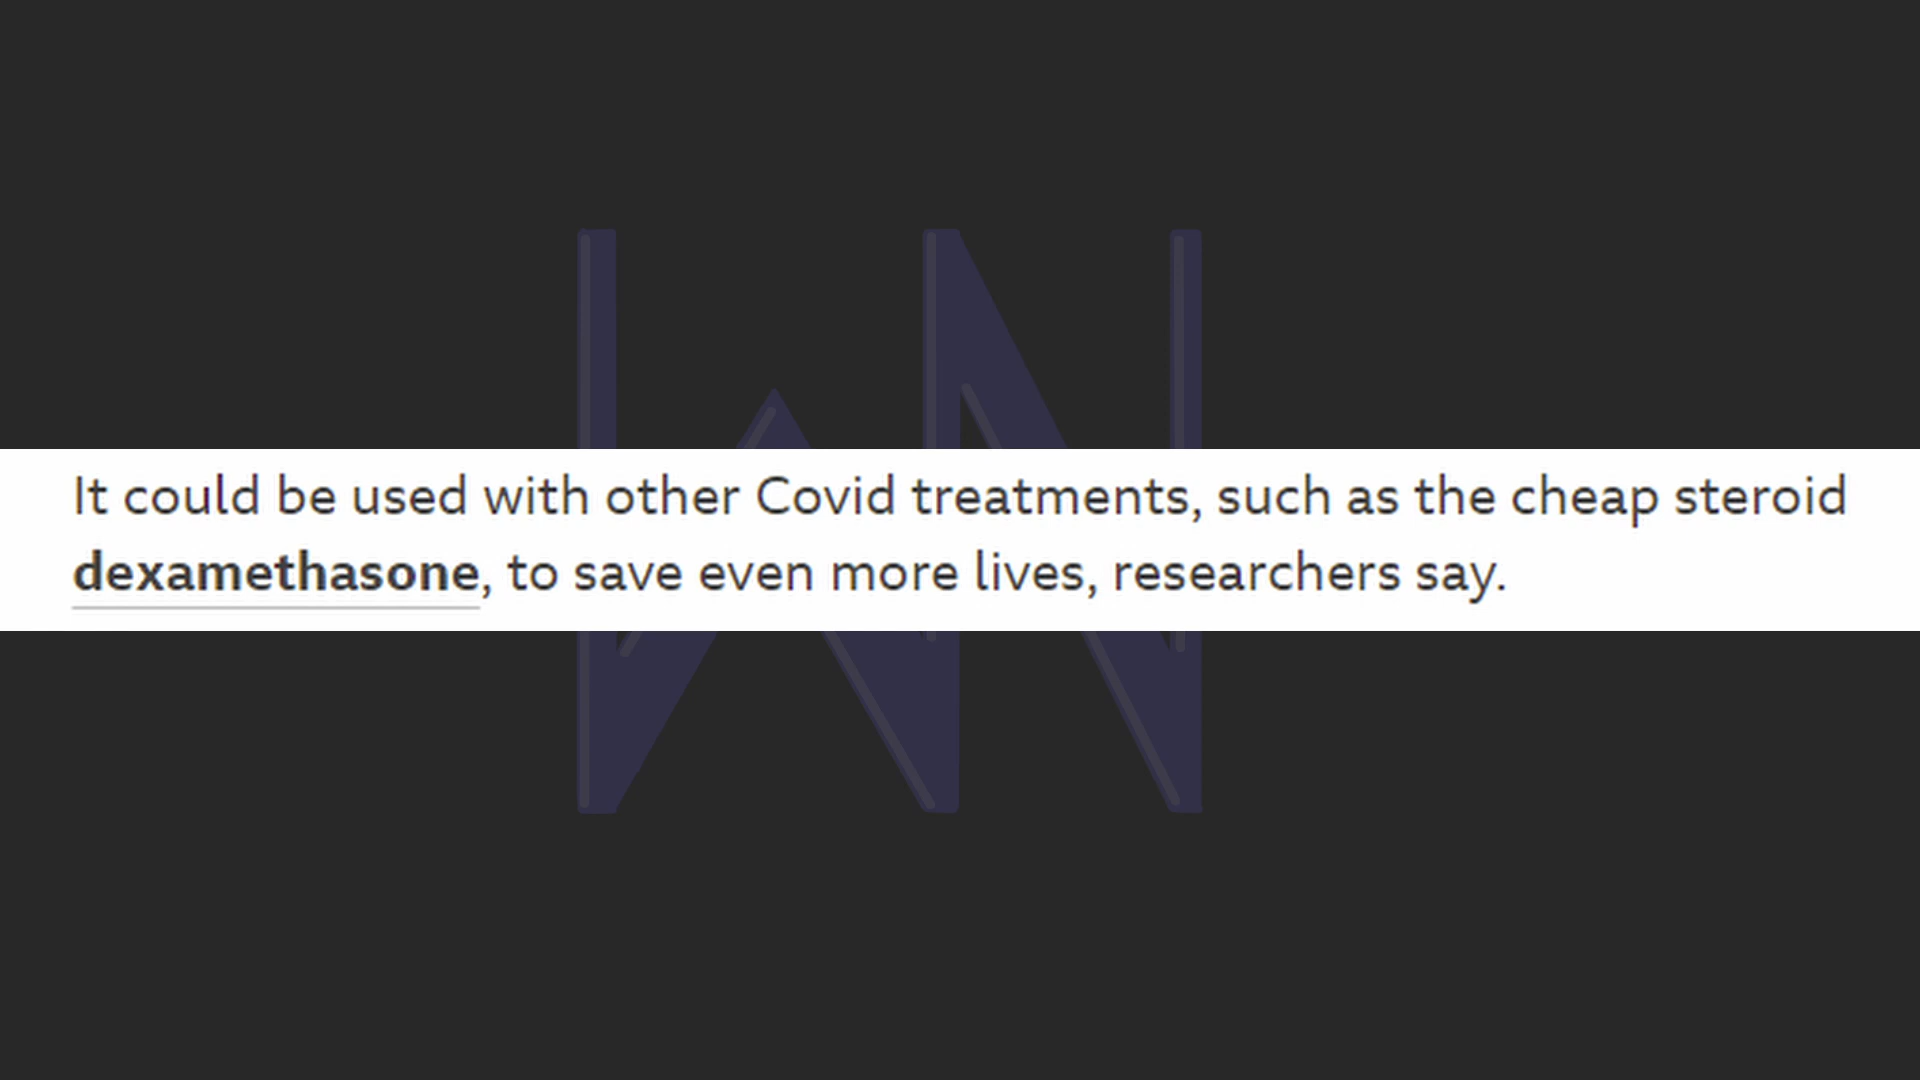 It could be used with other Covid treatments, such as the cheap steroid
dexamethasone, to save even more lives, researchers say.